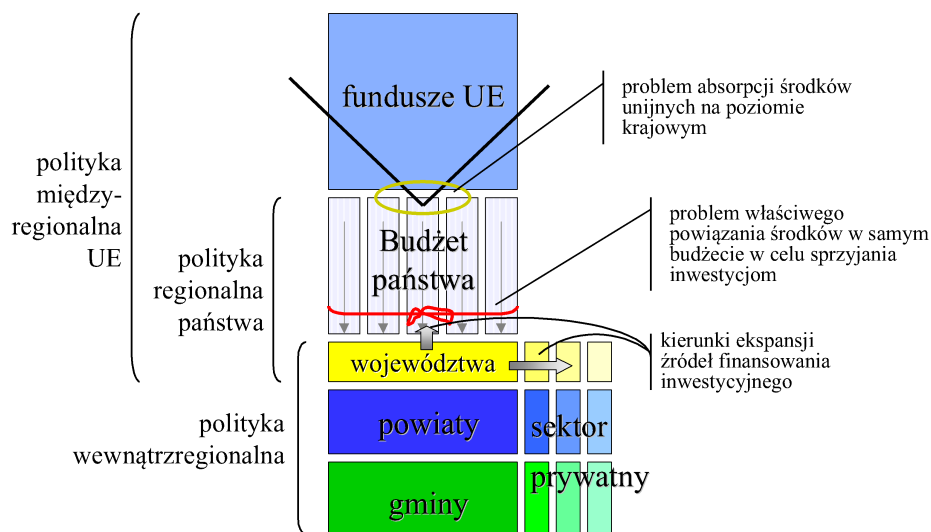 fundusze UE
problem absorpcji środków
unijnych na poziomie
krajowym
polityka
między-
regionalna
UE
polityka
regionalna
państwa
Budżet
państwa
problem właściwego
powiązania środków w samym
budżecie w celu sprzyjania
inwestycjom
województwa
kierunki ekspansji
źródeł finansowania
inwestycyjnego
polityka
wewnątrzregionalna
powiaty
sektor
prywatny
gminy